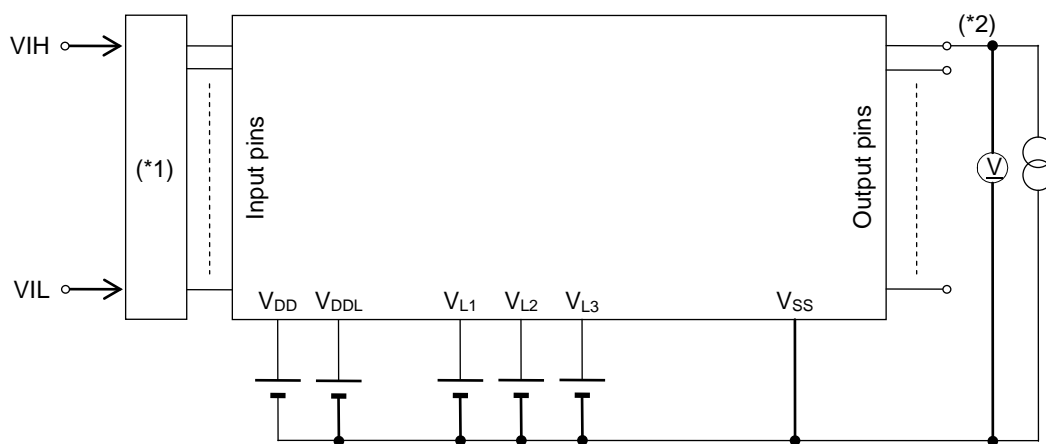 (*2)
VIH
(*1)
Input pins
Output pins
V
VIL
VDD
VDDL
VL1
VL2
VL3
VSS